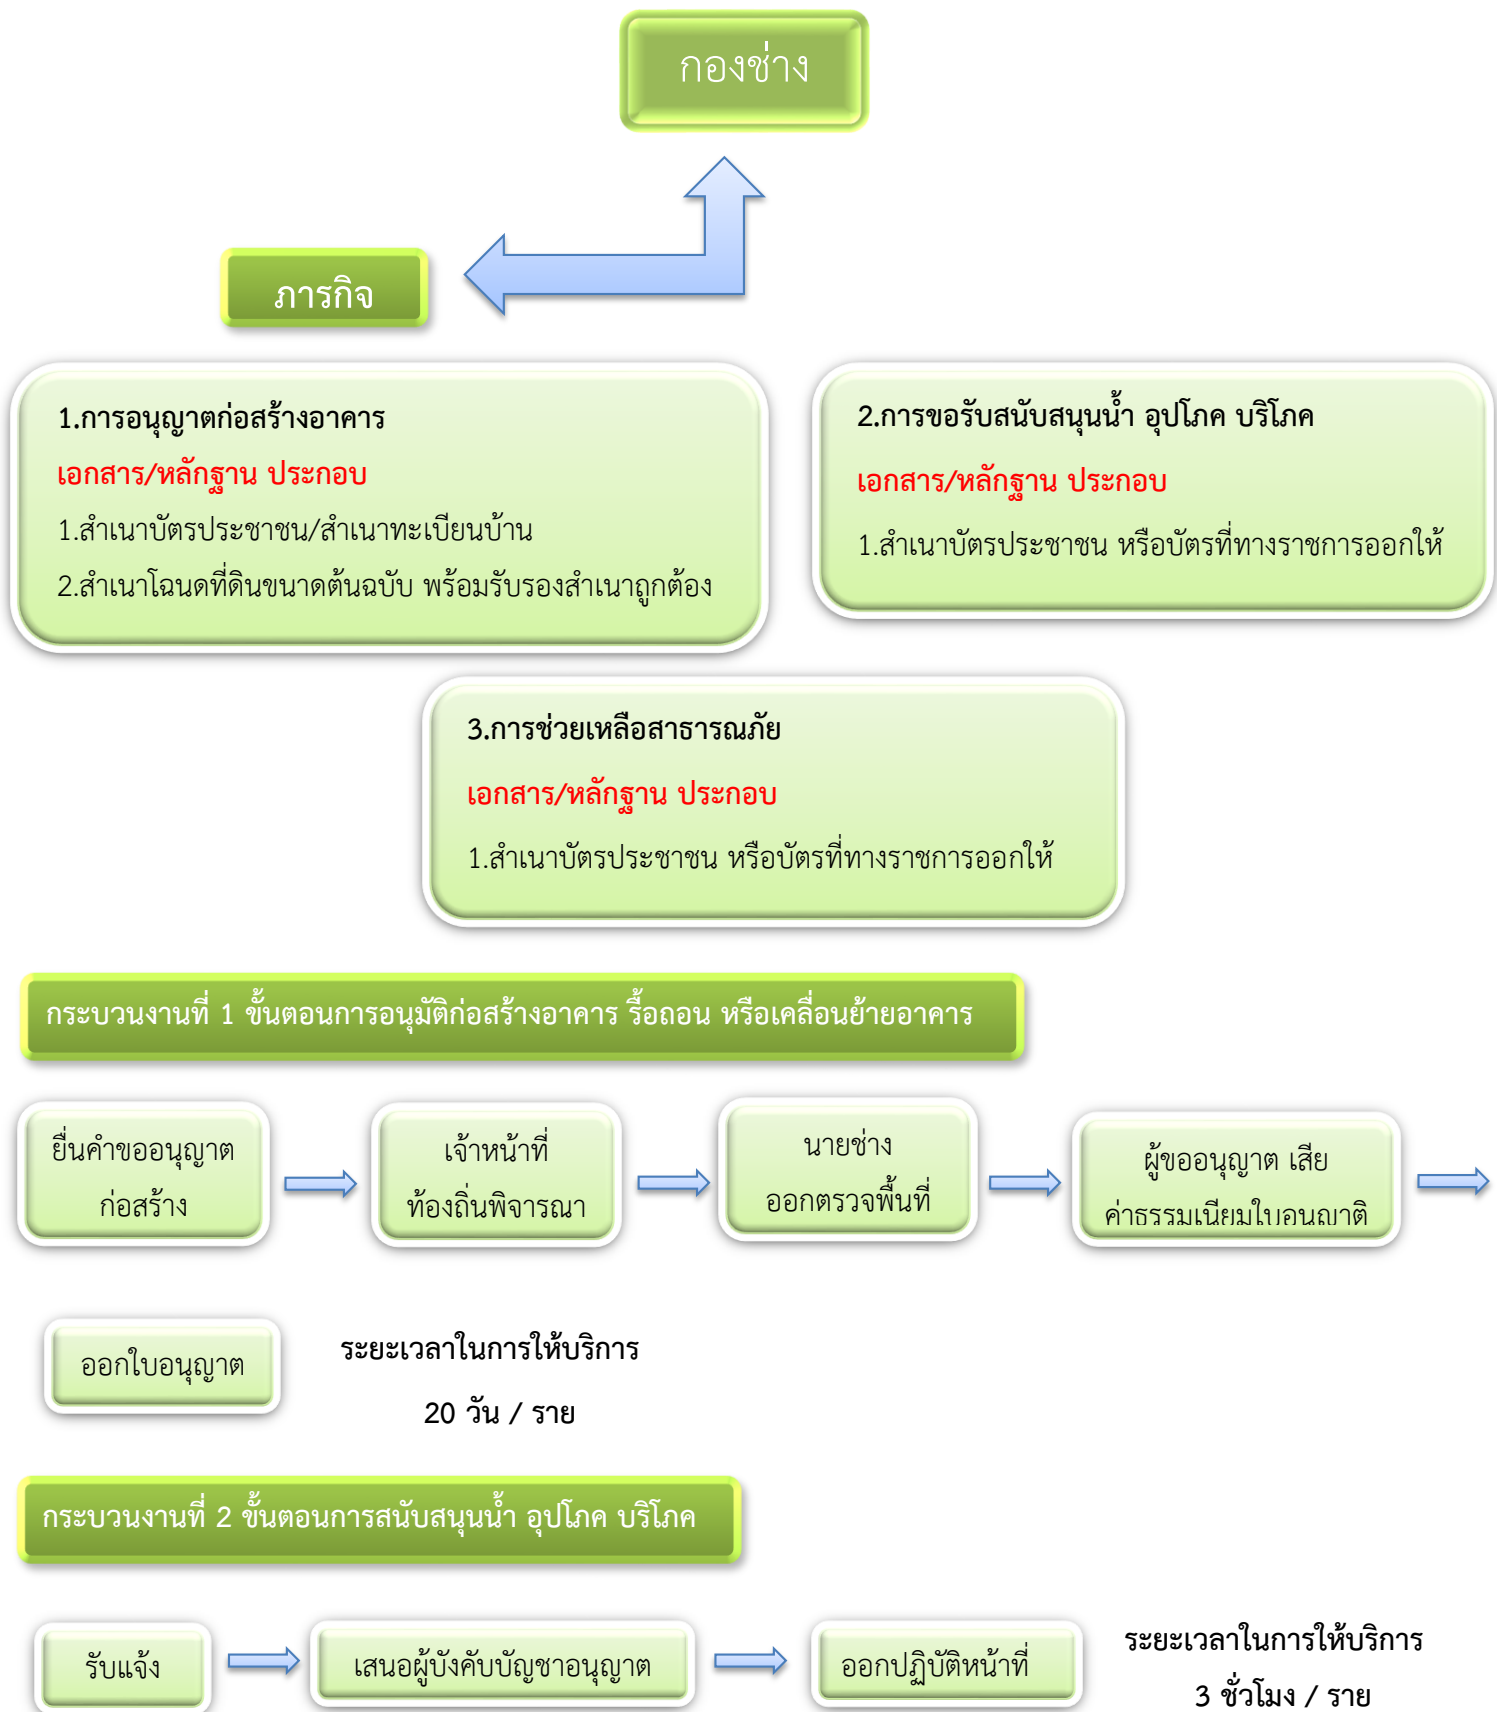 กองช่าง
ภารกิจ
1.การอนุญาตก่อสร้างอาคาร
เอกสาร/หลักฐาน ประกอบ
1.สำเนาบัตรประชาชน/สำเนาทะเบียนบ้าน
2.สำเนาโฉนดที่ดินขนาดต้นฉบับ พร้อมรับรองสำเนาถูกต้อง
2.การขอรับสนับสนุนน้ำ อุปโภค บริโภค
เอกสาร/หลักฐาน ประกอบ
1.สำเนาบัตรประชาชน หรือบัตรที่ทางราชการออกให้
3.การช่วยเหลือสาธารณภัย
เอกสาร/หลักฐาน ประกอบ
1.สำเนาบัตรประชาชน หรือบัตรที่ทางราชการออกให้
กระบวนงานที่ 1 ขั้นตอนการอนุมัติก่อสร้างอาคาร รื้อถอน หรือเคลื่อนย้ายอาคาร
ยื่นคำขออนุญาต
ก่อสร้าง
เจ้าหน้าที่
ท้องถิ่นพิจารณา
นายช่าง
ออกตรวจพื้นที่
ผู้ขออนุญาต เสีย
ค่าธรรมเนียมใบอนุญาติ
ออกใบอนุญาต
ระยะเวลาในการให้บริการ
20 วัน / ราย
กระบวนงานที่ 2 ขั้นตอนการสนับสนุนน้ำ อุปโภค บริโภค
รับแจ้ง
เสนอผู้บังคับบัญชาอนุญาต
ออกปฏิบัติหน้าที่
ระยะเวลาในการให้บริการ
3 ชั่วโมง / ราย